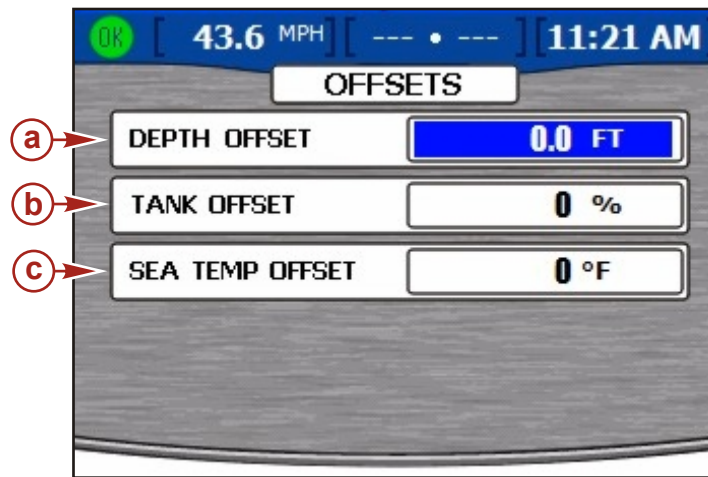 OK [ 43.6 MPH ] [ --- • --- ] [ 11:21 AM
OFFSETS
a DEPTH OFFSET 0.0 FT
b TANK OFFSET 0 %
c SEA TEMP OFFSET 0 °F